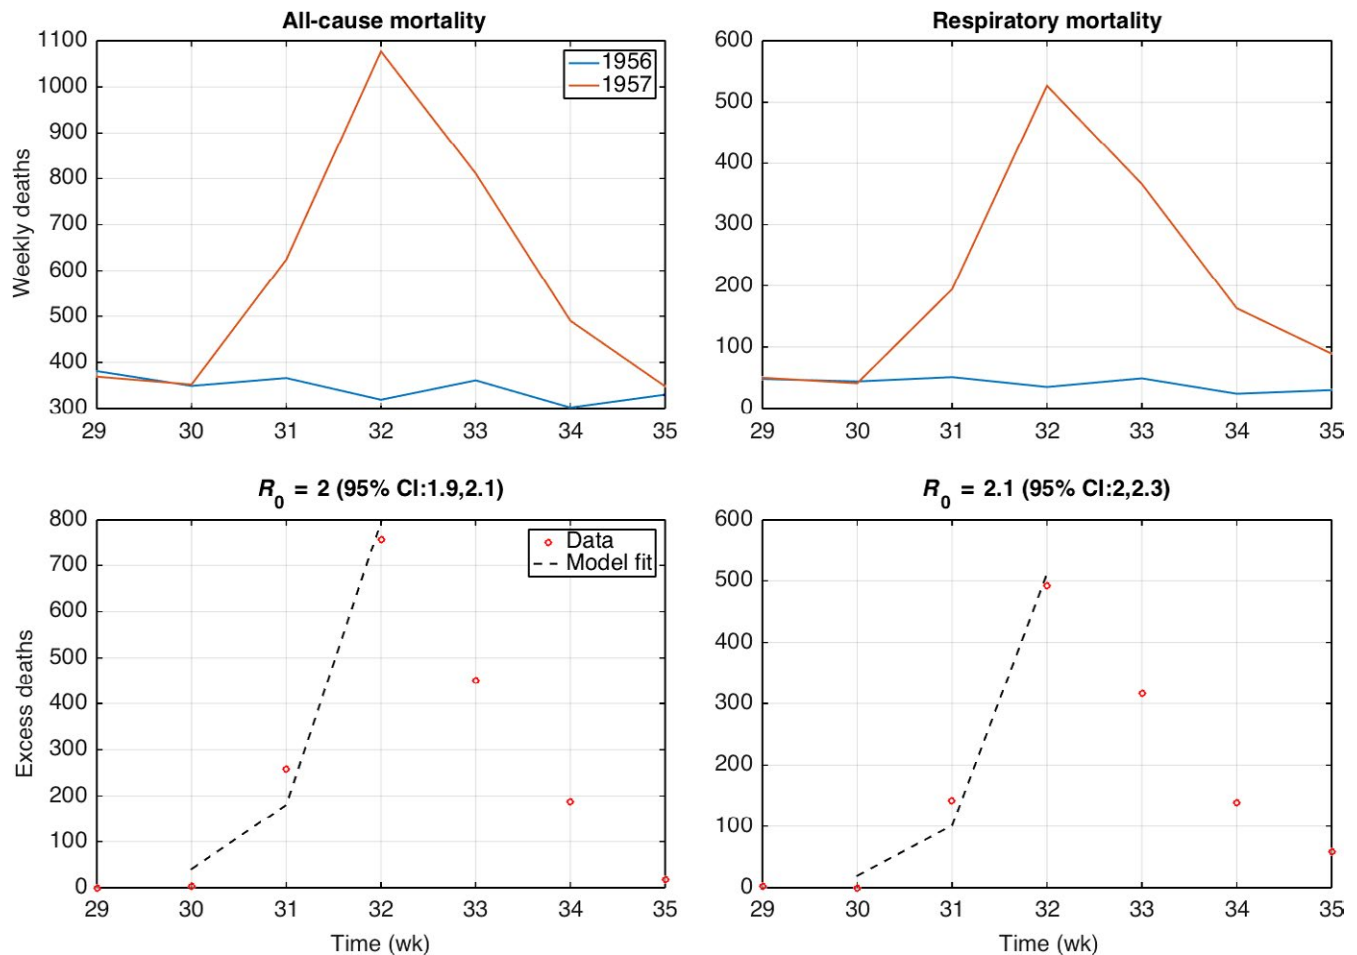 All-cause mortality
1100
1000
900
800
700
600
500
400
300
29 30 31 32 33 34 35
Weekly deaths
1956
1957
Respiratory mortality
600
500
400
300
200
100
0
29 30 31 32 33 34 35
R0 = 2 (95% CI:1.9,2.1)
800
700
600
500
400
300
200
100
0
29 30 31 32 33 34 35
Excess deaths
Time (wk)
Data
Model fit
R0 = 2.1 (95% CI:2,2.3)
600
500
400
300
200
100
0
29 30 31 32 33 34 35
Time (wk)